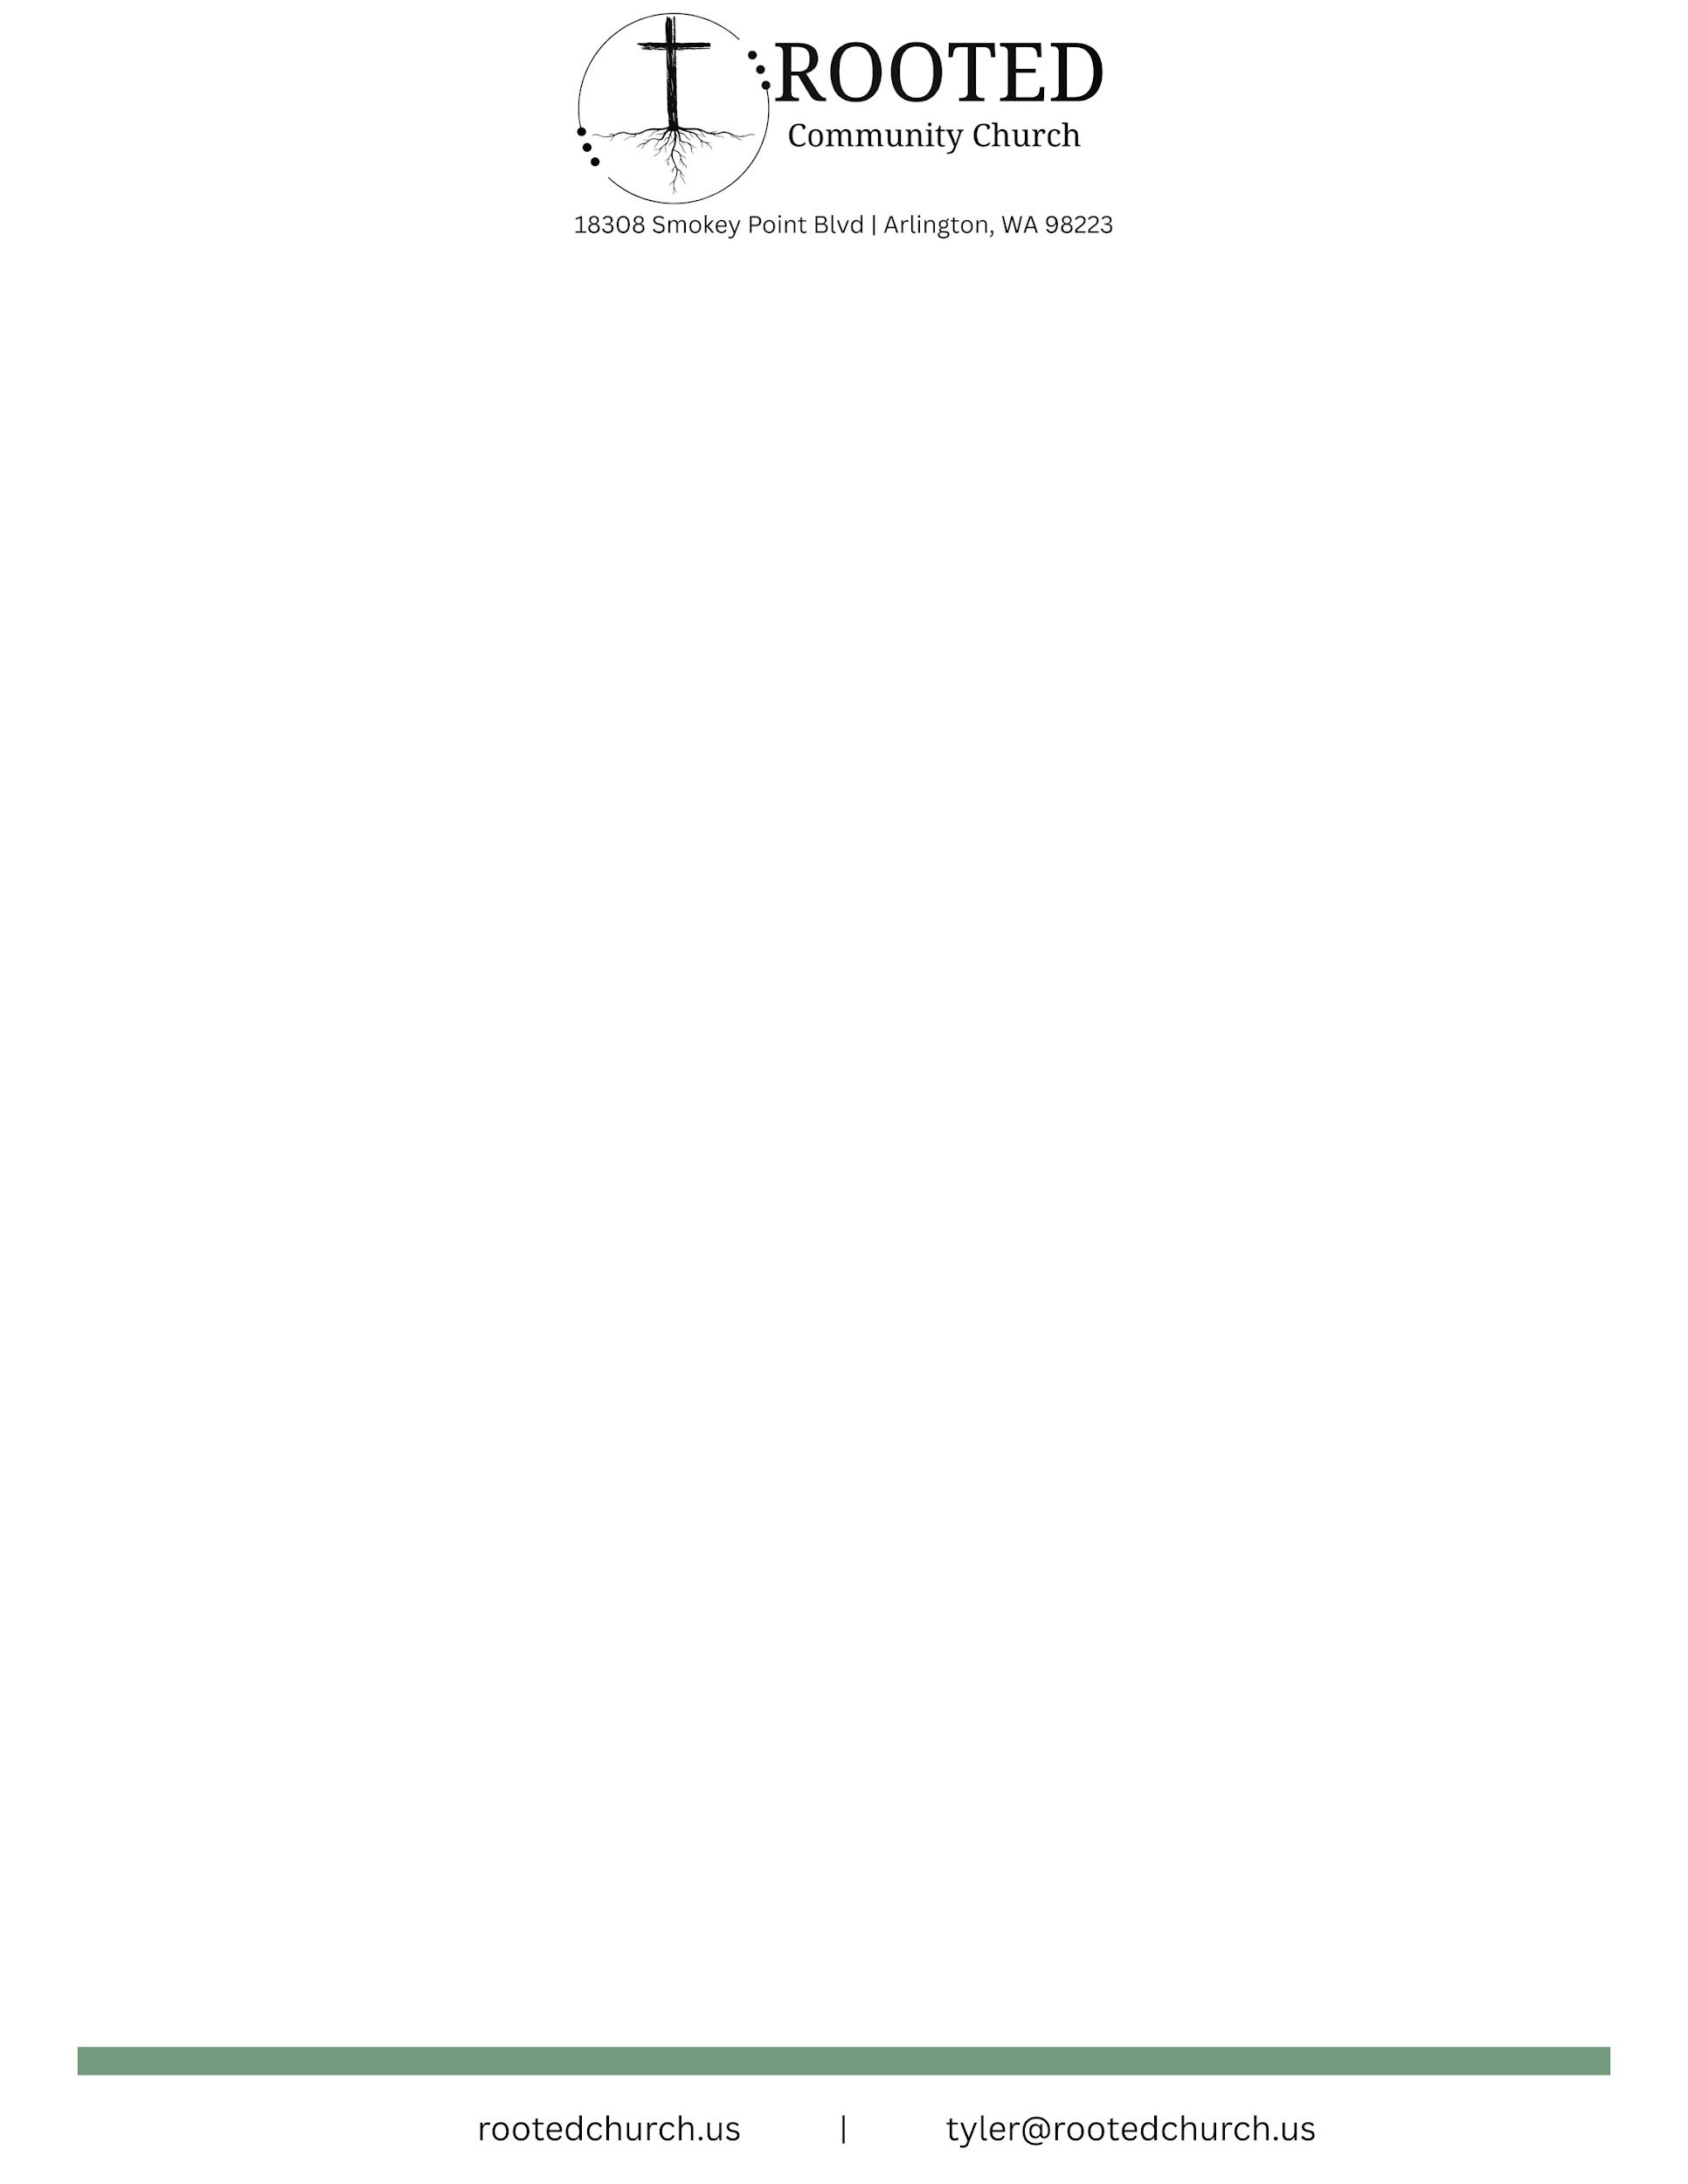 ROOTED
Community Church
18308 Smokey Point Blvd | Arlington, WA 98223
rootedchurch.us | tyler@rootedchurch.us